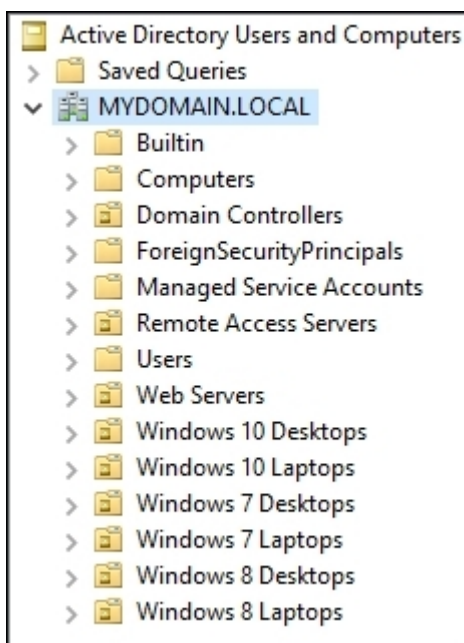 Active Directory Users and Computers
Saved Queries
MYDOMAIN.LOCAL
Builtin
Computers
Domain Controllers
ForeignSecurityPrincipals
Managed Service Accounts
Remote Access Servers
Users
Web Servers
Windows 10 Desktops
Windows 10 Laptops
Windows 7 Desktops
Windows 7 Laptops
Windows 8 Desktops
Windows 8 Laptops